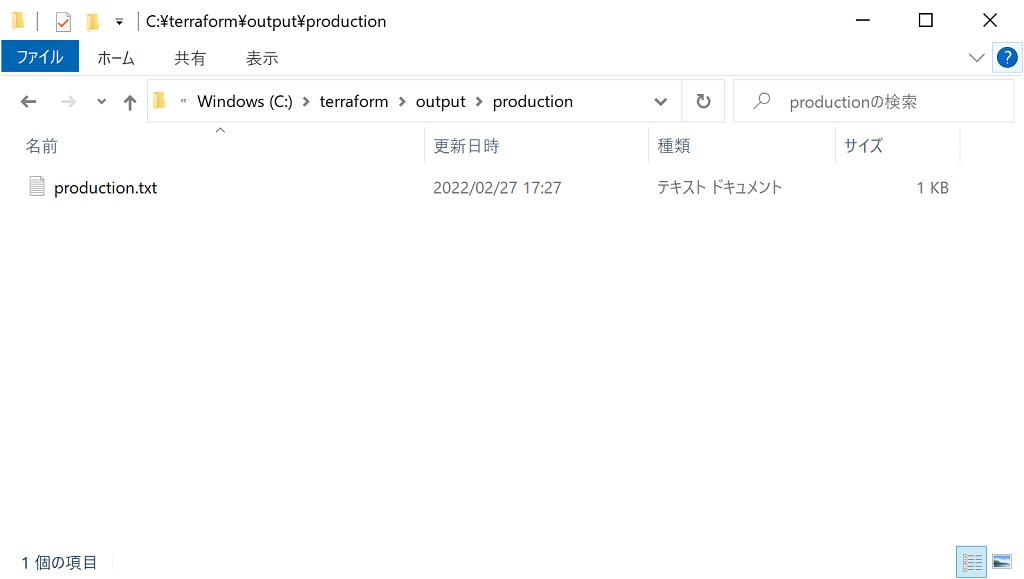 C:¥terraform¥output¥production
ファイル ホーム 共有 表示 ?
« Windows (C:) > terraform > output > production productionの検索
名前 更新日時 種類 サイズ
production.txt 2022/02/27 17:27 テキスト ドキュメント 1 KB
1 個の項目